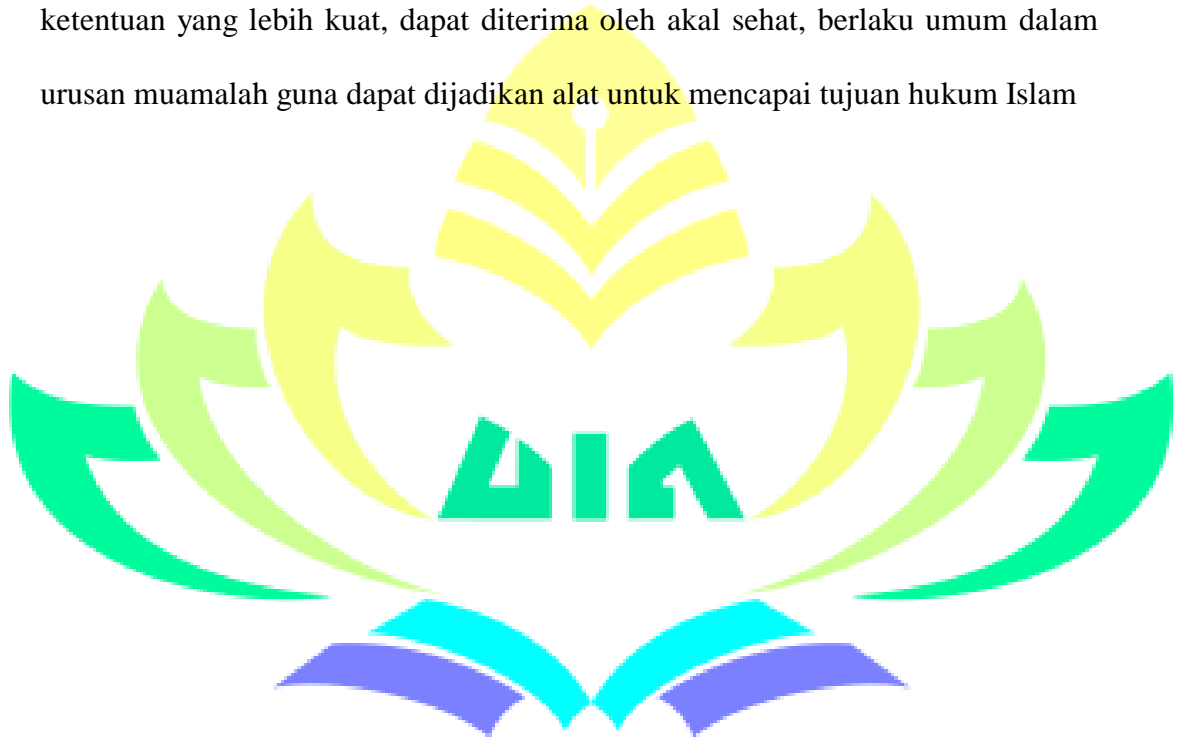 ketentuan yang lebih kuat, dapat diterima oleh akal sehat, berlaku umum dalam
urusan muamalah guna dapat dijadikan alat untuk mencapai tujuan hukum Islam